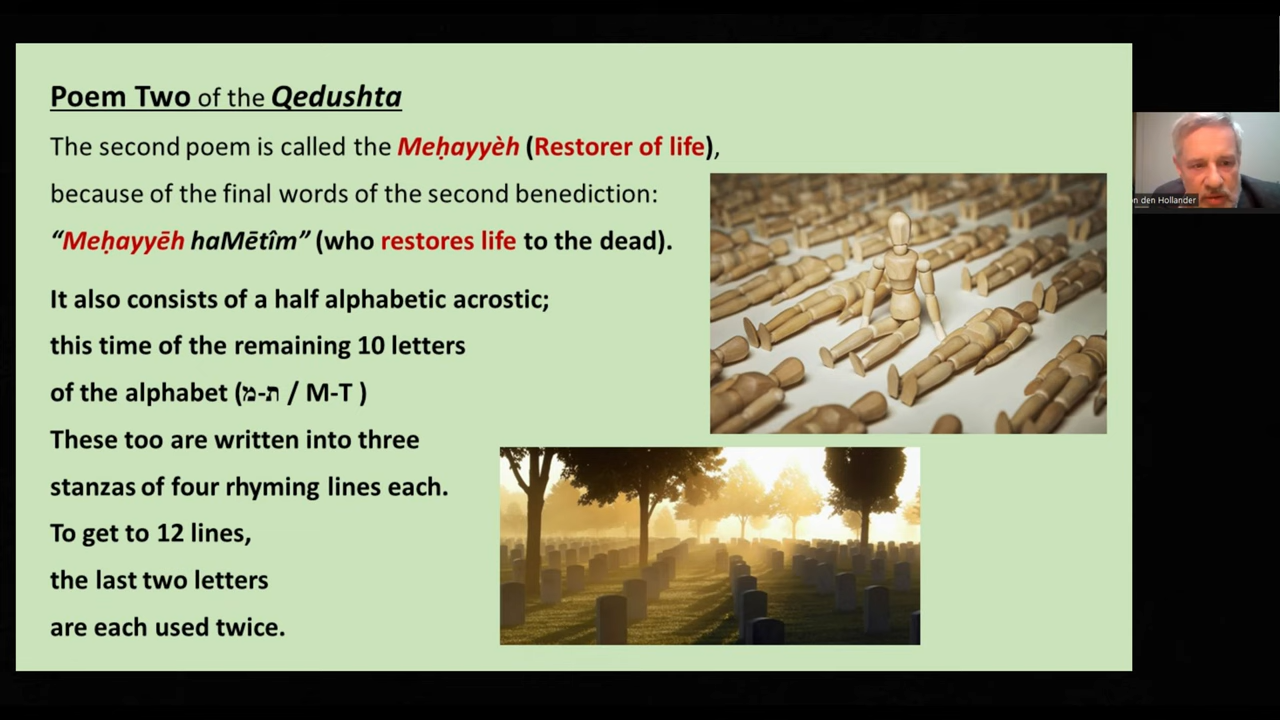 Poem Two of the Qedushta
The second poem is called the Meḥayyèh (Restorer of life),
because of the final words of the second benediction:
“Meḥayyēh haMētîm” (who restores life to the dead).
It also consists of a half alphabetic acrostic;
this time of the remaining 10 letters
of the alphabet (מ-ת / M-T )
These too are written into three
stanzas of four rhyming lines each.
To get to 12 lines,
the last two letters
are each used twice.
den Hollander